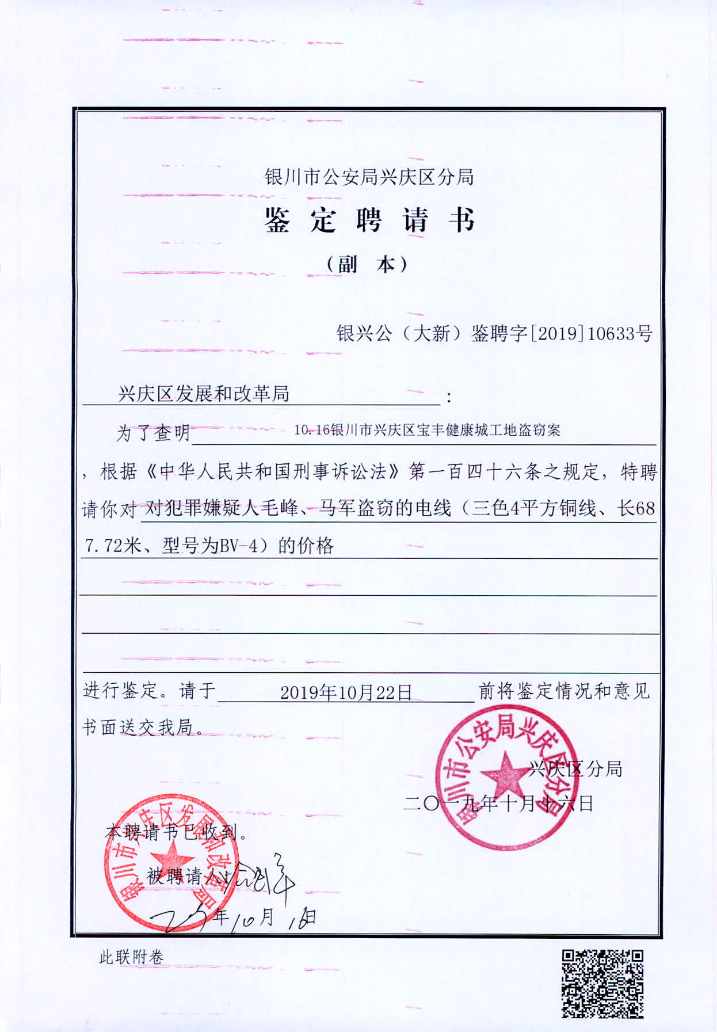 银川市公安局兴庆区分局
鉴定聘请书
（副 本）
银兴公（大新）鉴聘字[2019]10633号
兴庆区发展和改革局：
为了查明 10.16银川市兴庆区宝丰健康城工地盗窃案
，根据《中华人民共和国刑事诉讼法》第一百四十六条之规定，特聘
请你对 对犯罪嫌疑人毛峰、马军盗窃的电线（三色4平方铜线、长68
7.72米、型号为BV-4）的价格
进行鉴定。请于 2019年10月22日 前将鉴定情况和意见
书面送交我局。
银川市公安局兴庆区分局
兴庆区分局
二〇一九年十月十六日
银川市兴庆区发展和改革局
本聘请书已收到。
被聘请人
年10月16日
此联附卷